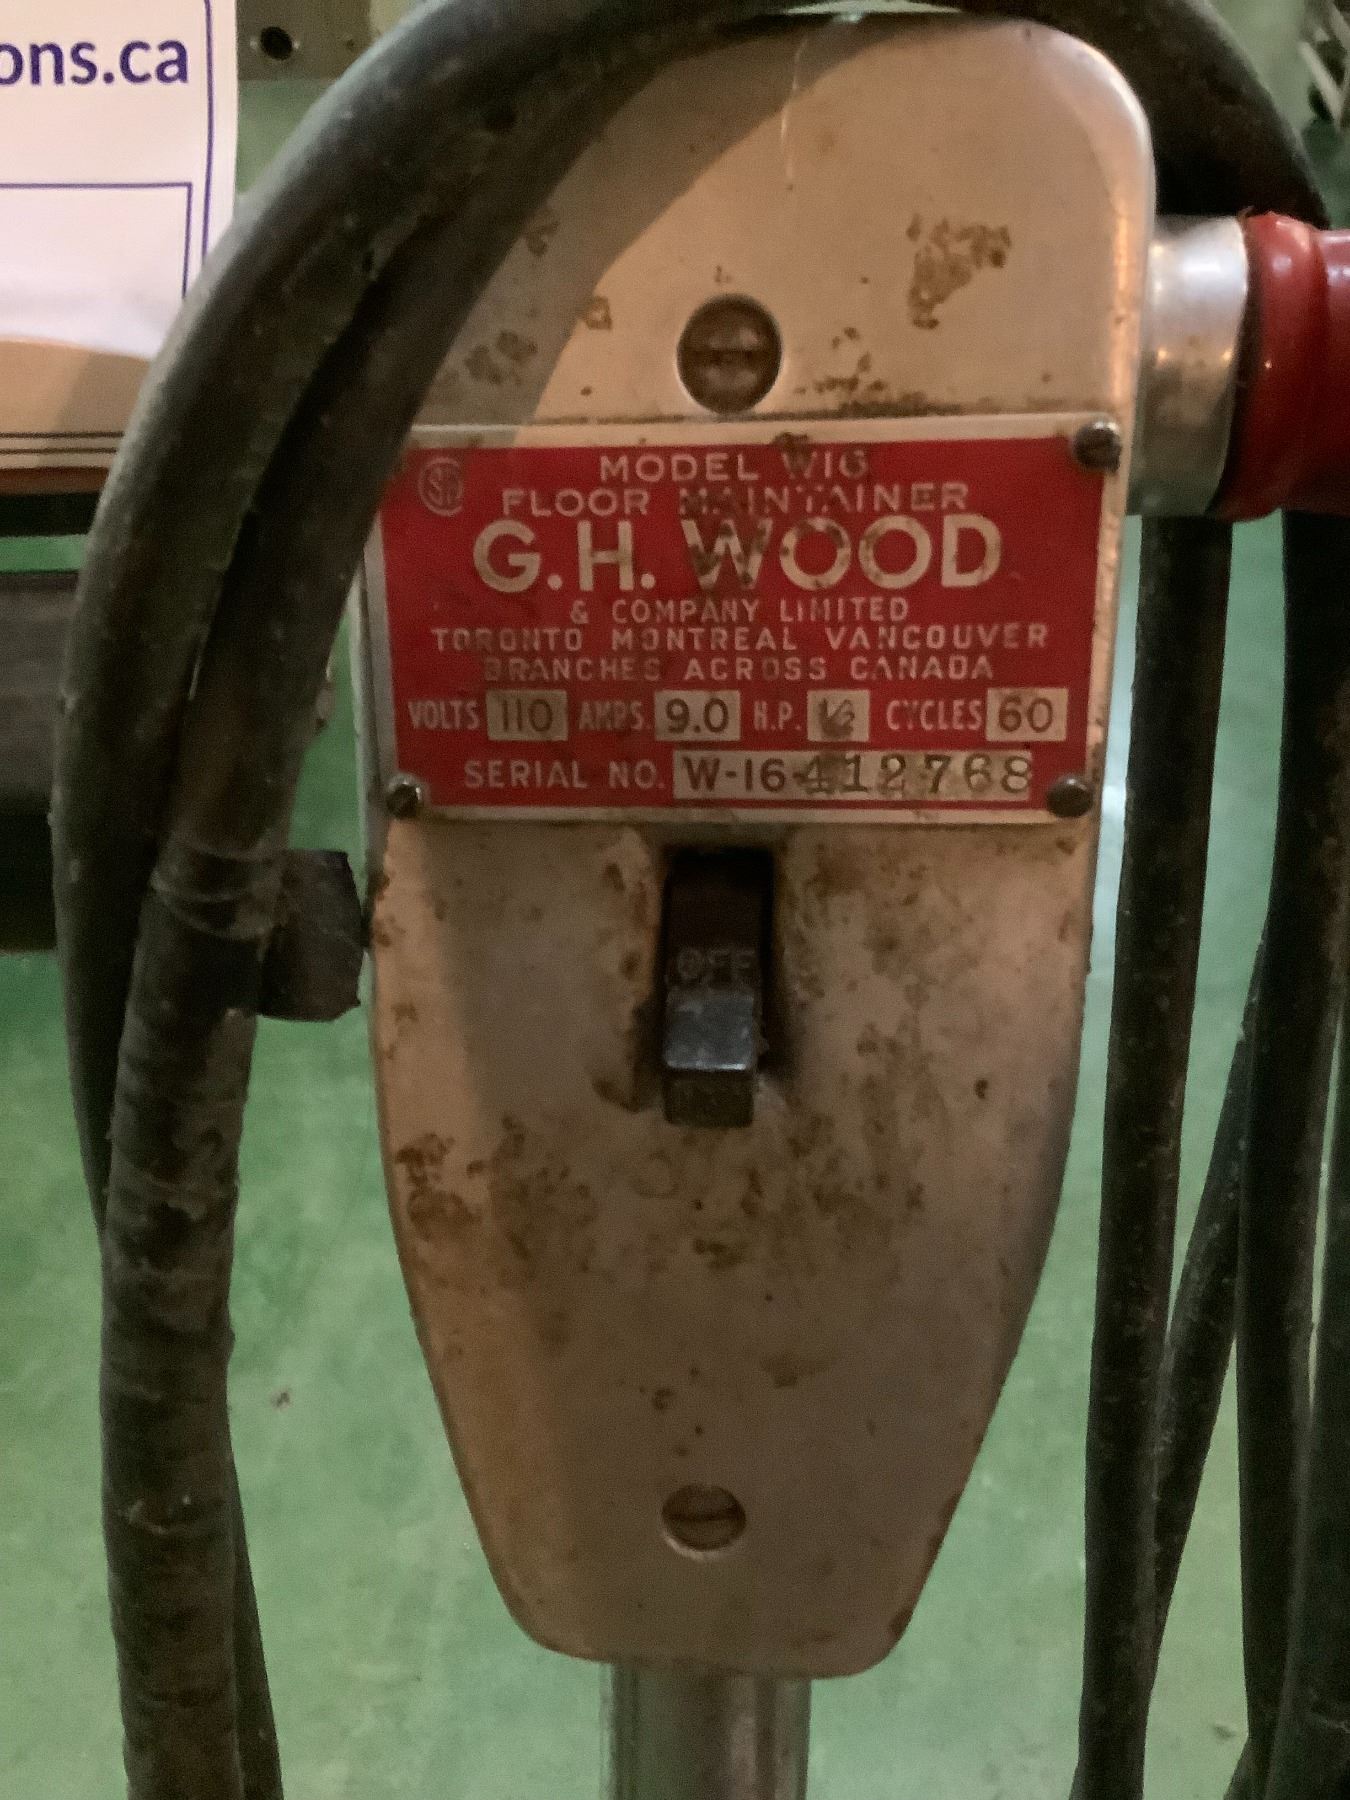 ons.ca
MODEL W16
FLOOR MAINTAINER
G.H. WOOD
& COMPANY LIMITED
TORONTO MONTREAL VANCOUVER
BRANCHES ACROSS CANADA
VOLTS 110 AMPS. 9.0 H.P. ½ CYCLES 60
SERIAL NO. W-16412768
OFF